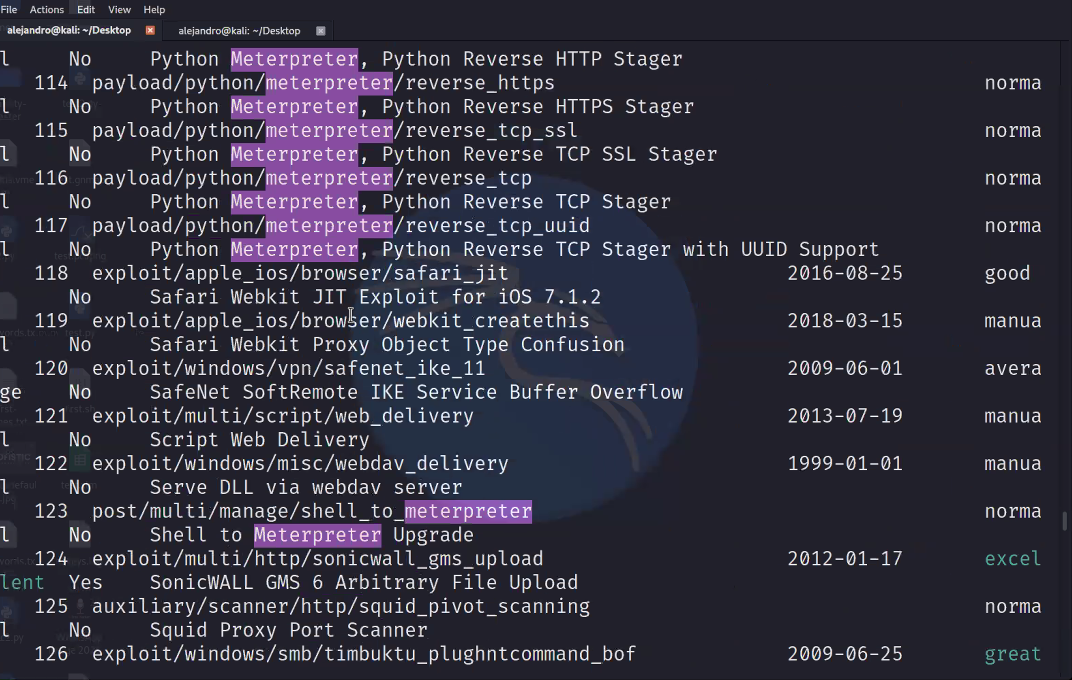 File Actions Edit View Help
alejandro@kali: ~/Desktop alejandro@kali: ~/Desktop
l No Python Meterpreter, Python Reverse HTTP Stager
114 payload/python/meterpreter/reverse_https norma
l No Python Meterpreter, Python Reverse HTTPS Stager
115 payload/python/meterpreter/reverse_tcp_ssl norma
l No Python Meterpreter, Python Reverse TCP SSL Stager
116 payload/python/meterpreter/reverse_tcp norma
l No Python Meterpreter, Python Reverse TCP Stager
117 payload/python/meterpreter/reverse_tcp_uuid norma
l No Python Meterpreter, Python Reverse TCP Stager with UUID Support
118 exploit/apple_ios/browser/safari_jit 2016-08-25 good
No Safari Webkit JIT Exploit for iOS 7.1.2
119 exploit/apple_ios/browser/webkit_createthis 2018-03-15 manua
l No Safari Webkit Proxy Object Type Confusion
120 exploit/windows/vpn/safenet_ike_11 2009-06-01 avera
ge No SafeNet SoftRemote IKE Service Buffer Overflow
121 exploit/multi/script/web_delivery 2013-07-19 manua
l No Script Web Delivery
122 exploit/windows/misc/webdav_delivery 1999-01-01 manua
l No Serve DLL via webdav server
123 post/multi/manage/shell_to_meterpreter norma
l No Shell to Meterpreter Upgrade
124 exploit/multi/http/sonicwall_gms_upload 2012-01-17 excel
lent Yes SonicWALL GMS 6 Arbitrary File Upload
125 auxiliary/scanner/http/squid_pivot_scanning norma
l No Squid Proxy Port Scanner
126 exploit/windows/smb/timbuktu_plughntcommand_bof 2009-06-25 great